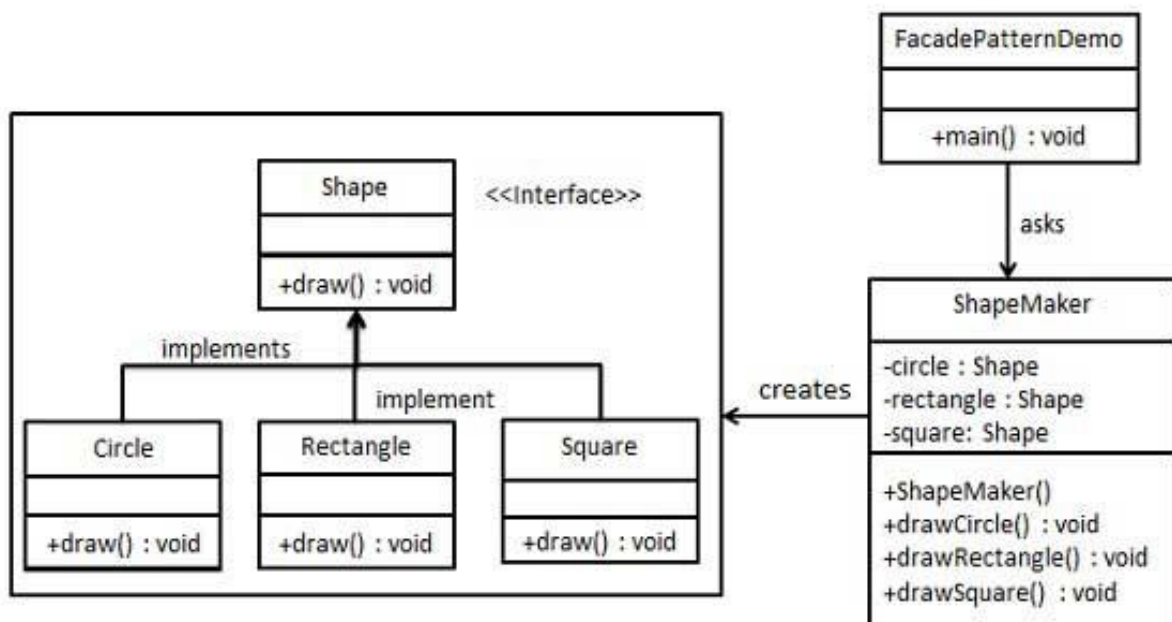 FacadePatternDemo
+main() : void
asks
Shape
<<Interface>>
+draw() : void
implements
implement
Circle
+draw() : void
Rectangle
+draw() : void
Square
+draw() : void
creates
ShapeMaker
-circle : Shape
-rectangle : Shape
-square: Shape
+ShapeMaker()
+drawCircle() : void
+drawRectangle() : void
+drawSquare() : void